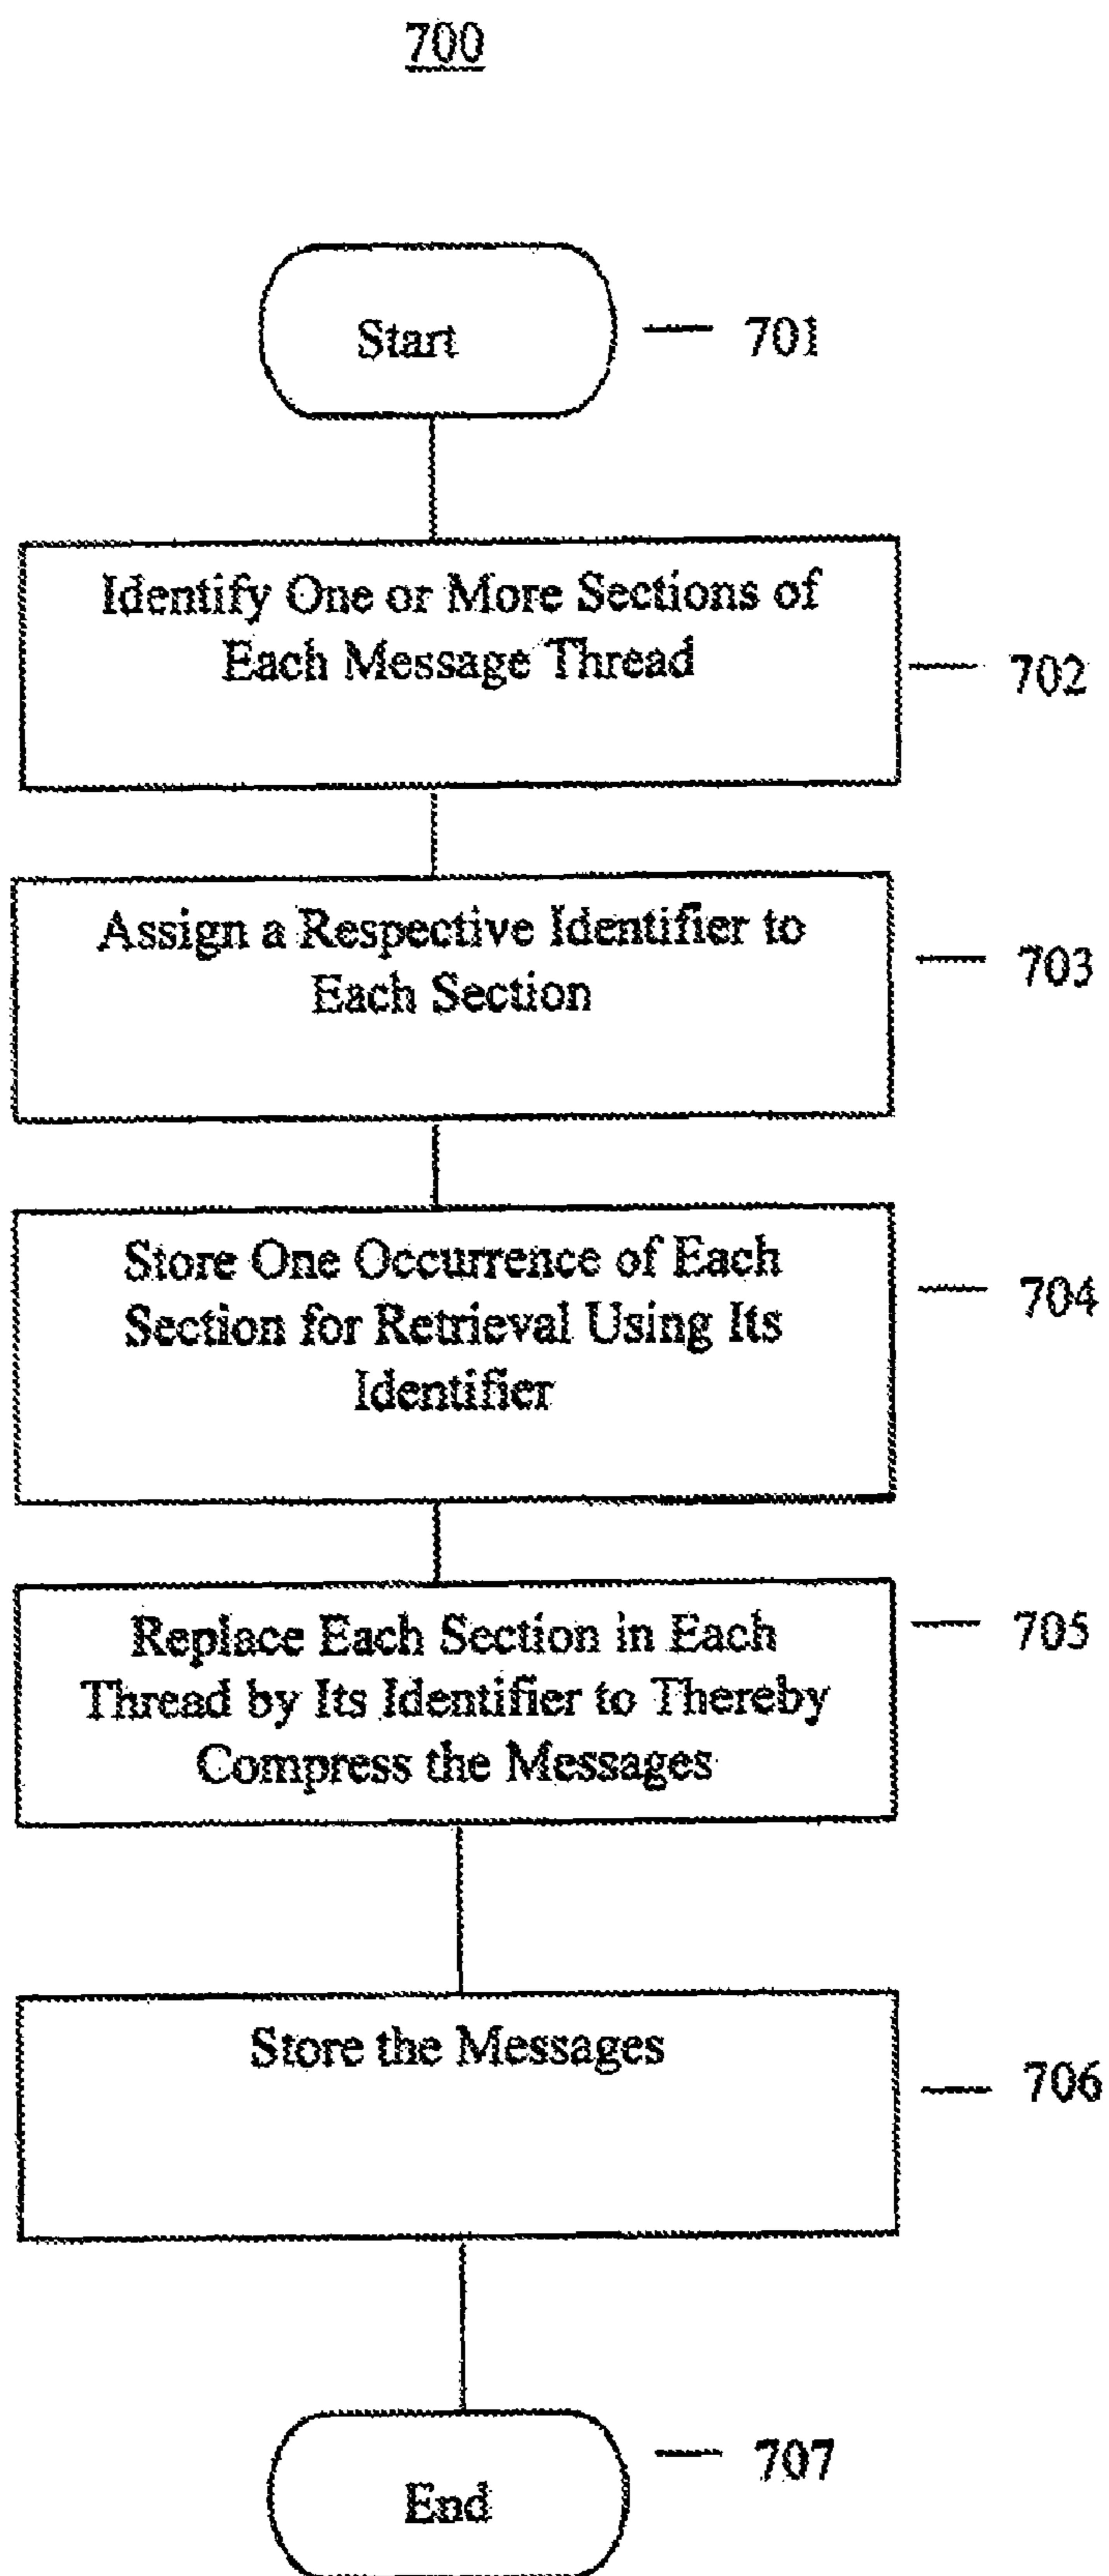 700
Start
701
Identify One or More Sections of
Each Message Thread
702
Assign a Respective Identifier to
Each Section
703
Store One Occurrence of Each
Section for Retrieval Using Its
Identifier
704
Replace Each Section in Each
Thread by Its Identifier to Thereby
Compress the Messages
705
Store the Messages
706
End
707